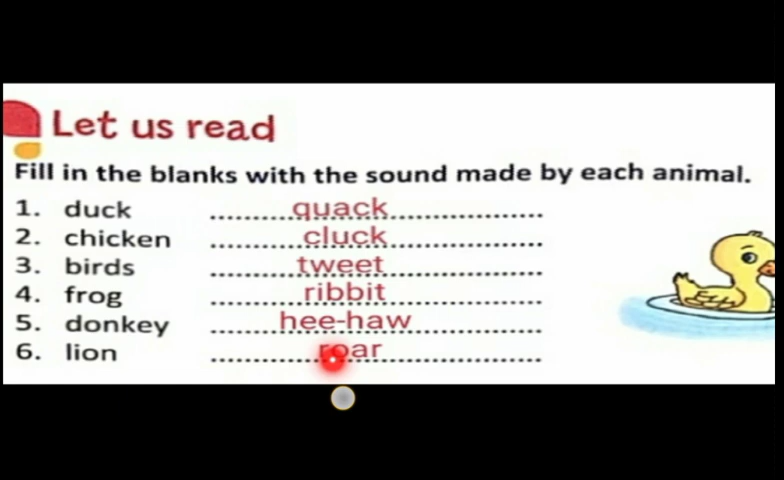 Let us read
Fill in the blanks with the sound made by each animal.
1. duck ..........quack....................
2. chicken ...........cluck....................
3. birds ..........tweet....................
4. frog ...........ribbit....................
5. donkey ........hee-haw.................
6. lion .............roar.....................